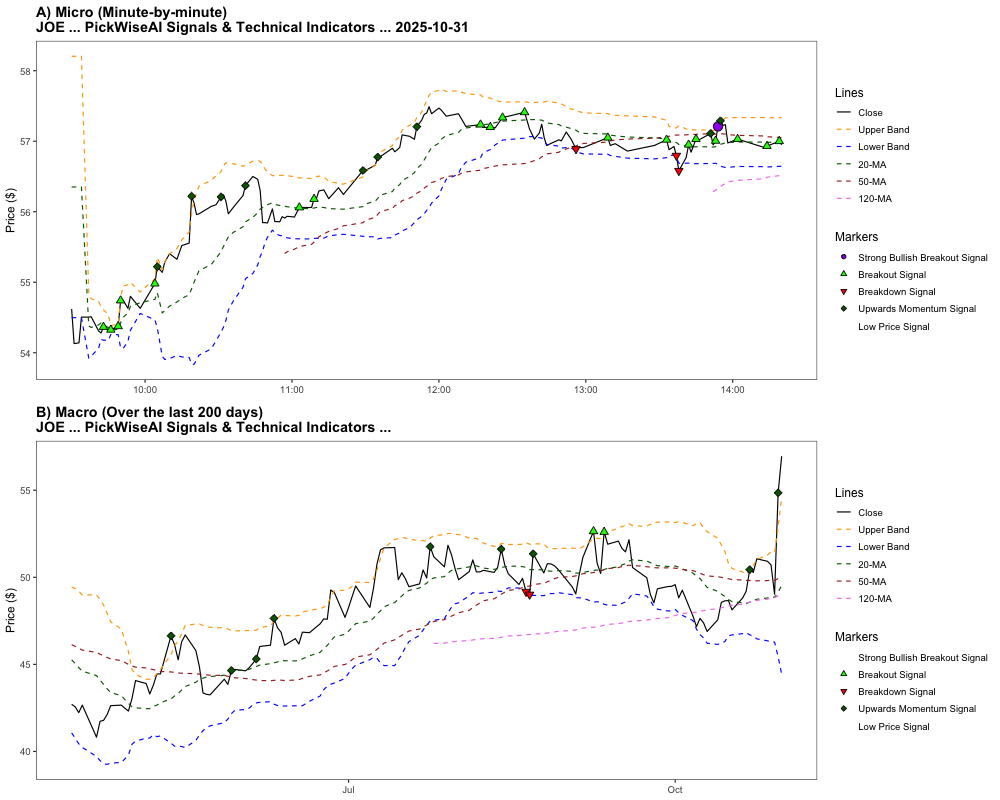 A) Micro (Minute-by-minute)
JOE ... PickWiseAI Signals & Technical Indicators ... 2025-10-31
58
57
56
55
54
Price ($)
10:00
11:00
12:00
13:00
14:00
Lines
Close
Upper Band
Lower Band
20-MA
50-MA
120-MA
Markers
Strong Bullish Breakout Signal
Breakout Signal
Breakdown Signal
Upwards Momentum Signal
Low Price Signal
B) Macro (Over the last 200 days)
JOE ... PickWiseAI Signals & Technical Indicators ...
55
50
45
40
Price ($)
Jul
Oct
Lines
Close
Upper Band
Lower Band
20-MA
50-MA
120-MA
Markers
Strong Bullish Breakout Signal
Breakout Signal
Breakdown Signal
Upwards Momentum Signal
Low Price Signal